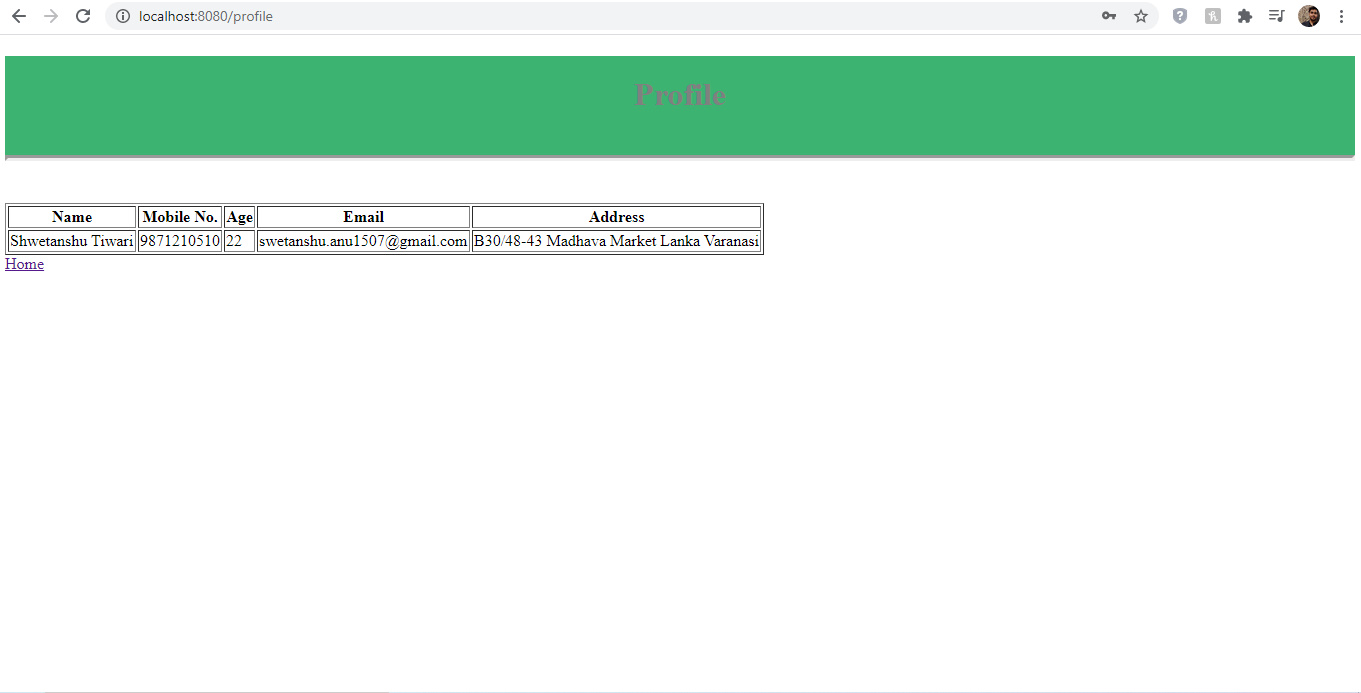 localhost:8080/profile
Profile
Name Mobile No. Age Email Address
Shwetanshu Tiwari 9871210510 22 swetanshu.anu1507@gmail.com B30/48-43 Madhava Market Lanka Varanasi
Home